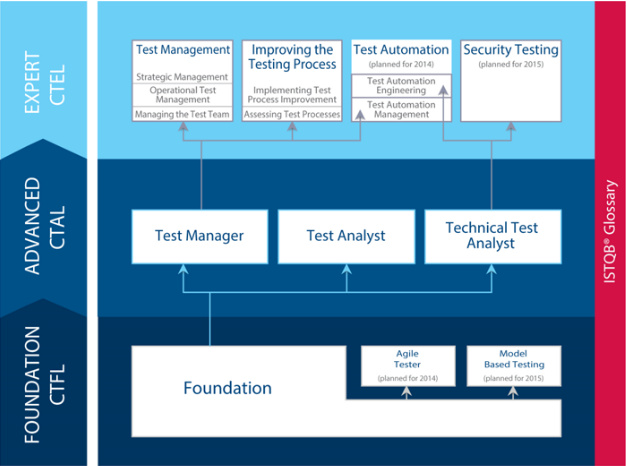 EXPERT
CTEL
Test Management
Strategic Management
Operational Test
Management
Managing the Test Team
Improving the
Testing Process
Implementing Test
Process Improvement
Assessing Test Processes
Test Automation
(planned for 2014)
Test Automation
Engineering
Test Automation
Management
Security Testing
(planned for 2015)
ADVANCED
CTAL
Test Manager
Test Analyst
Technical Test
Analyst
FOUNDATION
CTFL
Foundation
Agile
Tester
(planned for 2014)
Model
Based Testing
(planned for 2015)
ISTQB® Glossary